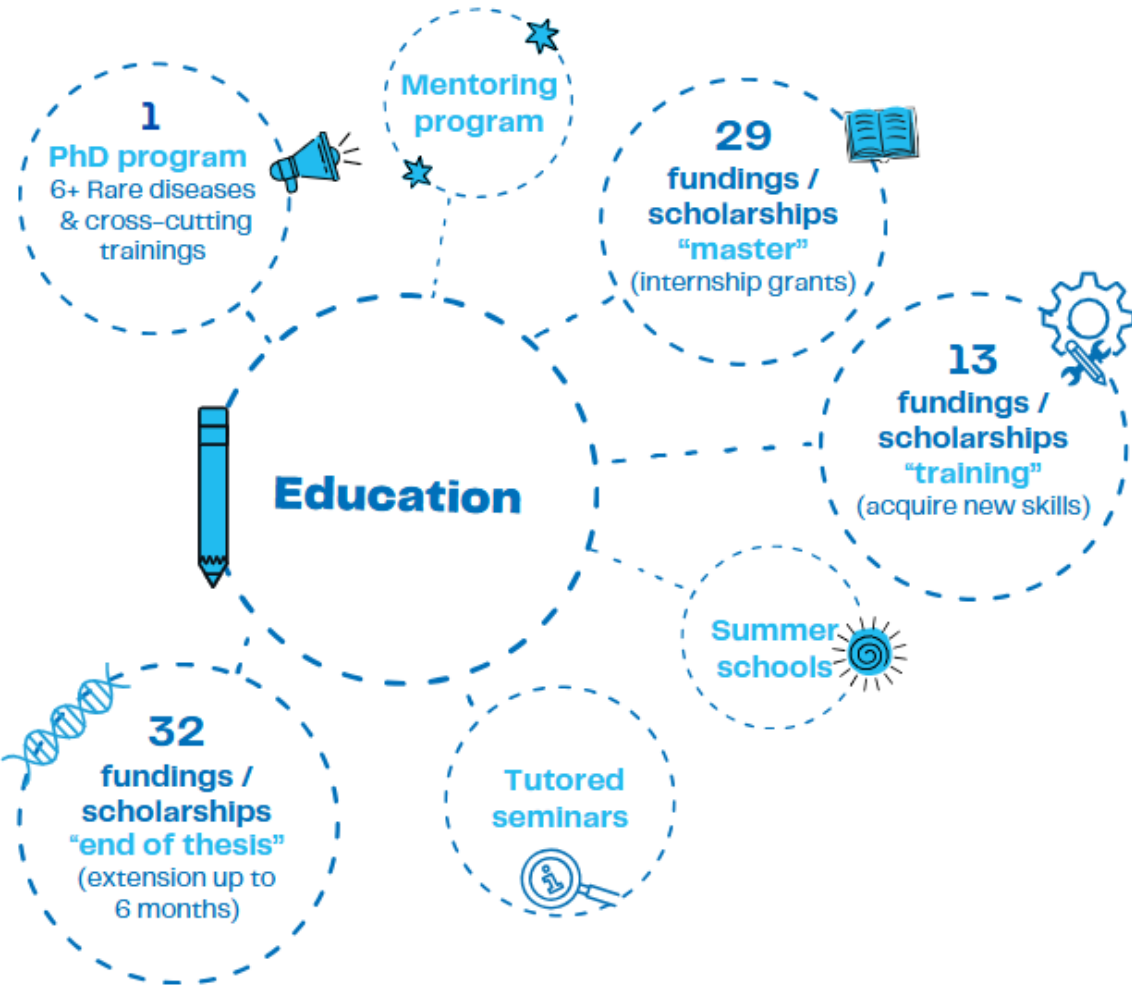 1
PhD program
6+ Rare diseases
& cross-cutting
trainings
Mentoring
program
29
fundings /
scholarships
“master”
(internship grants)
13
fundings /
scholarships
“training”
(acquire new skills)
Education
Summer
schools
Tutored
seminars
i
32
fundings /
scholarships
“end of thesis”
(extension up to
6 months)